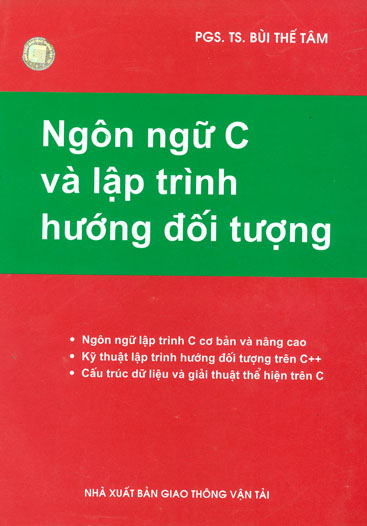 PGS. TS. BÙI THẾ TÂM
Ngôn ngữ C
và lập trình
hướng đối tượng
• Ngôn ngữ lập trình C cơ bản và nâng cao
• Kỹ thuật lập trình hướng đối tượng trên C++
• Cấu trúc dữ liệu và giải thuật thể hiện trên C
NHÀ XUẤT BẢN GIAO THÔNG VẬN TẢI